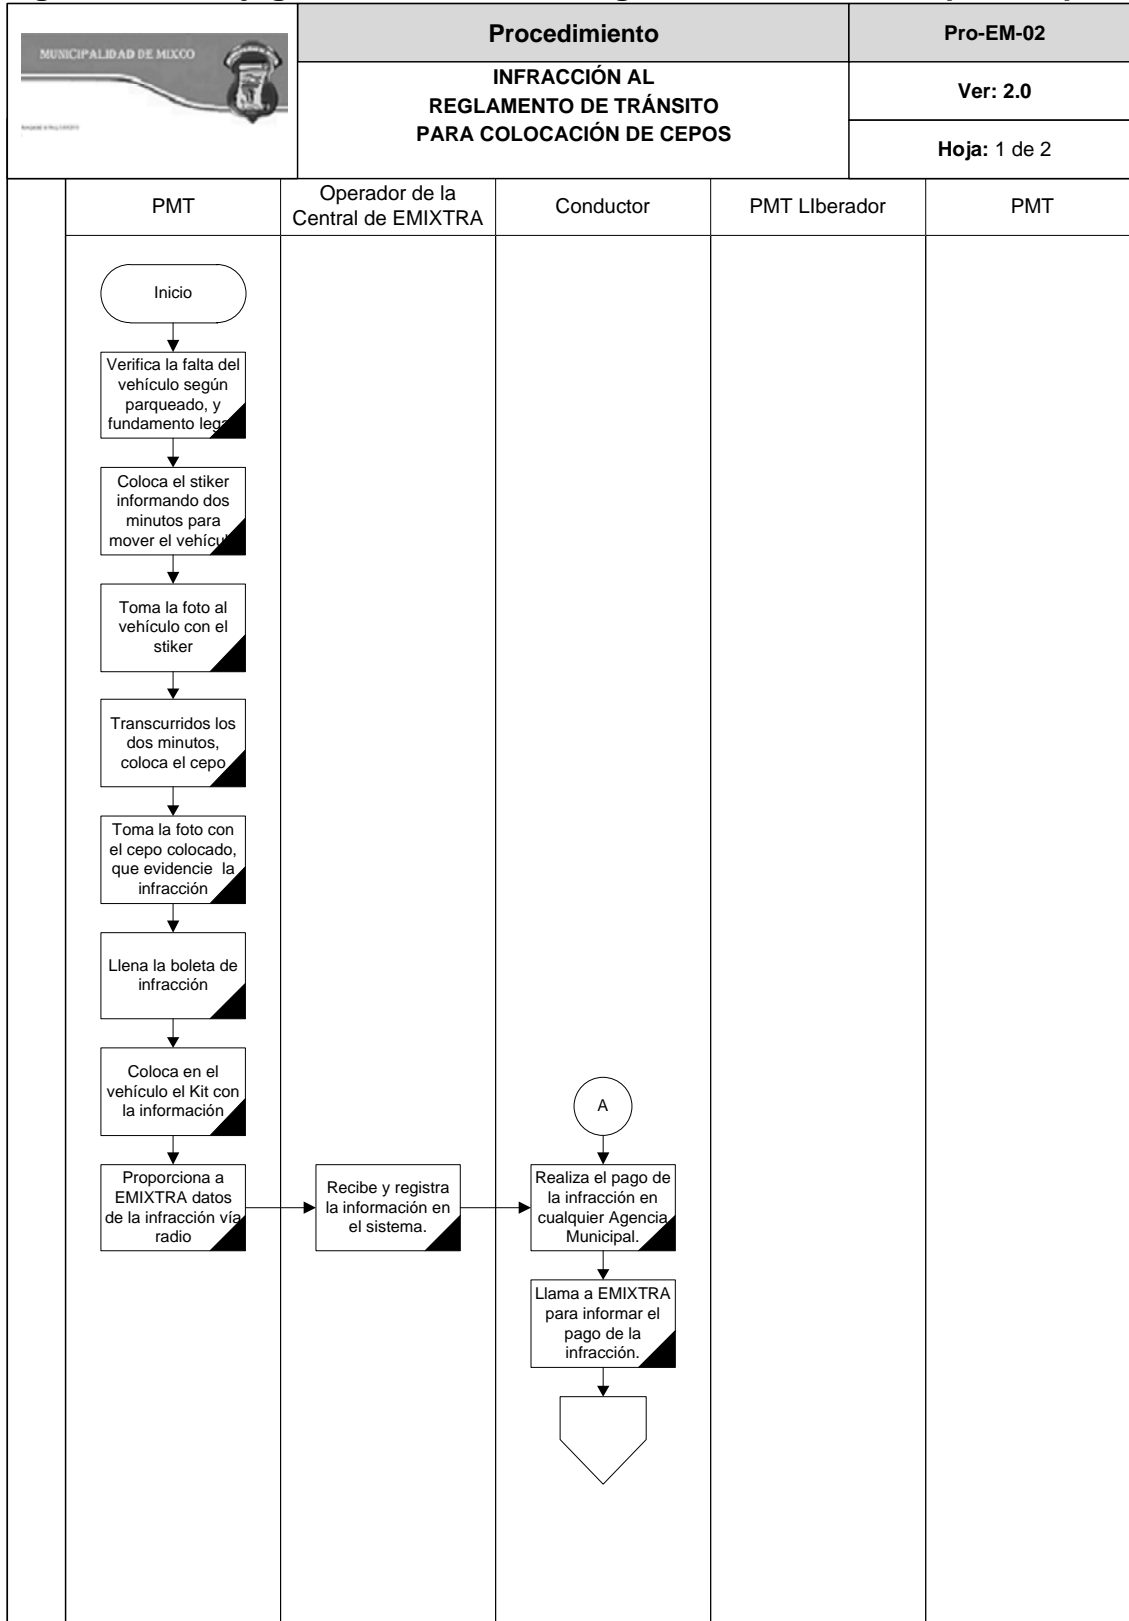 MUNICIPALIDAD DE MIXCO
Procedimiento
Pro-EM-02
INFRACCIÓN AL
REGLAMENTO DE TRÁNSITO
PARA COLOCACIÓN DE CEPOS
Ver: 2.0
Hoja: 1 de 2
PMT
Operador de la
Central de EMIXTRA
Conductor
PMT LIberador
PMT
Inicio
Verifica la falta del
vehículo según
parqueado, y
fundamento lega
Coloca el stiker
informando dos
minutos para
mover el vehícu
Toma la foto al
vehículo con el
stiker
Transcurridos los
dos minutos,
coloca el cepo
Toma la foto con
el cepo colocado,
que evidencie la
infracción
Llena la boleta de
infracción
Coloca en el
vehículo el Kit con
la información
Proporciona a
EMIXTRA datos
de la infracción vía
radio
Recibe y registra
la información en
el sistema.
A
Realiza el pago de
la infracción en
cualquier Agencia
Municipal.
Llama a EMIXTRA
para informar el
pago de la
infracción.